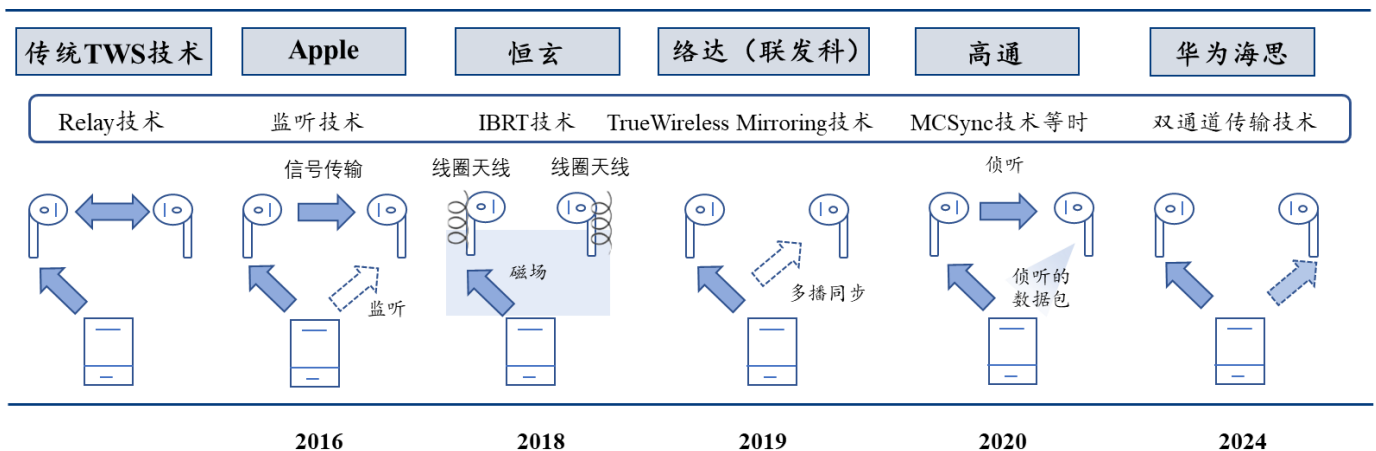 传统TWS技术
Apple
恒玄
络达（联发科）
高通
华为海思
Relay技术
监听技术
IBRT技术
TrueWireless Mirroring技术
MCSync技术等时
双通道传输技术
信号传输
线圈天线
线圈天线
侦听
磁场
监听
多播同步
侦听的
数据包
2016
2018
2019
2020
2024